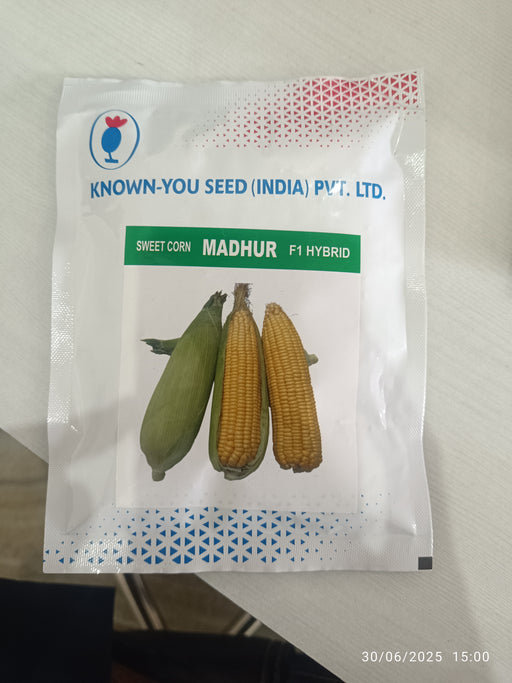 KNOWN-YOU SEED (INDIA) PVT. LTD.
SWEET CORN MADHUR F1 HYBRID
30/06/2025 15:00